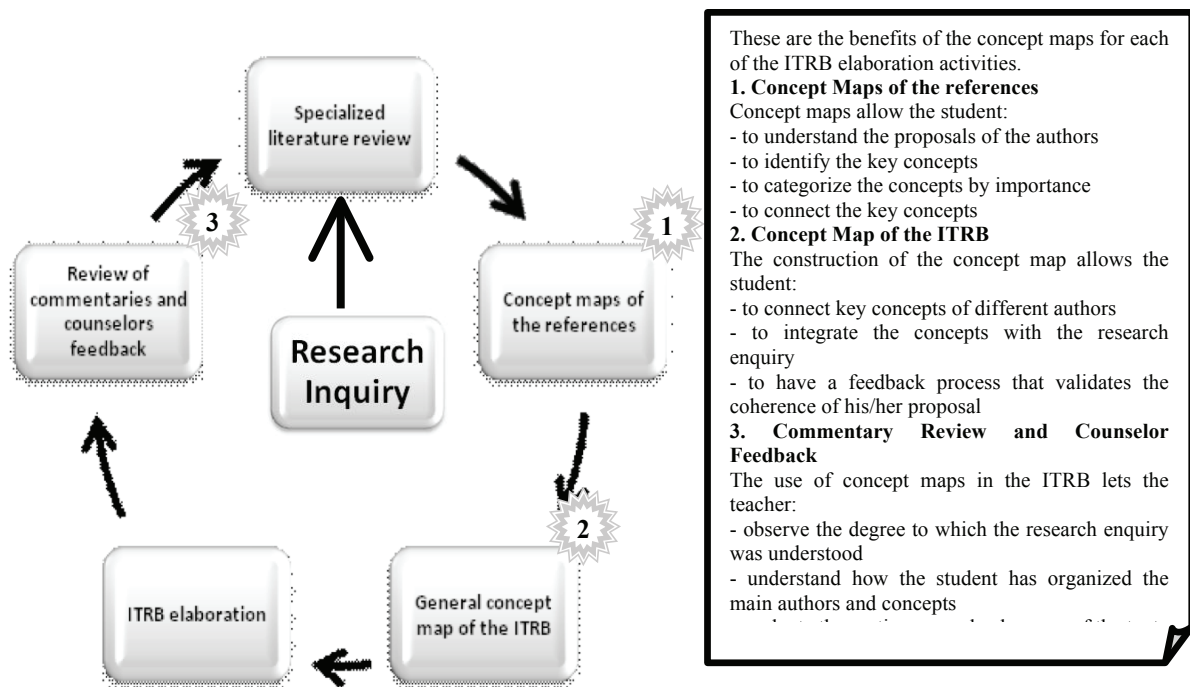 Specialized
literature review
3
1
Review of
commentaries and
counselors
feedback
Concept maps of
the references
Research
Inquiry
2
ITRB elaboration
General concept
map of the ITRB
These are the benefits of the concept maps for each
of the ITRB elaboration activities.
1. Concept Maps of the references
Concept maps allow the student:
- to understand the proposals of the authors
- to identify the key concepts
- to categorize the concepts by importance
- to connect the key concepts
2. Concept Map of the ITRB
The construction of the concept map allows the
student:
- to connect key concepts of different authors
- to integrate the concepts with the research
enquiry
- to have a feedback process that validates the
coherence of his/her proposal
3. Commentary Review and Counselor
Feedback
The use of concept maps in the ITRB lets the
teacher:
- observe the degree to which the research enquiry
was understood
- understand how the student has organized the
main authors and concepts